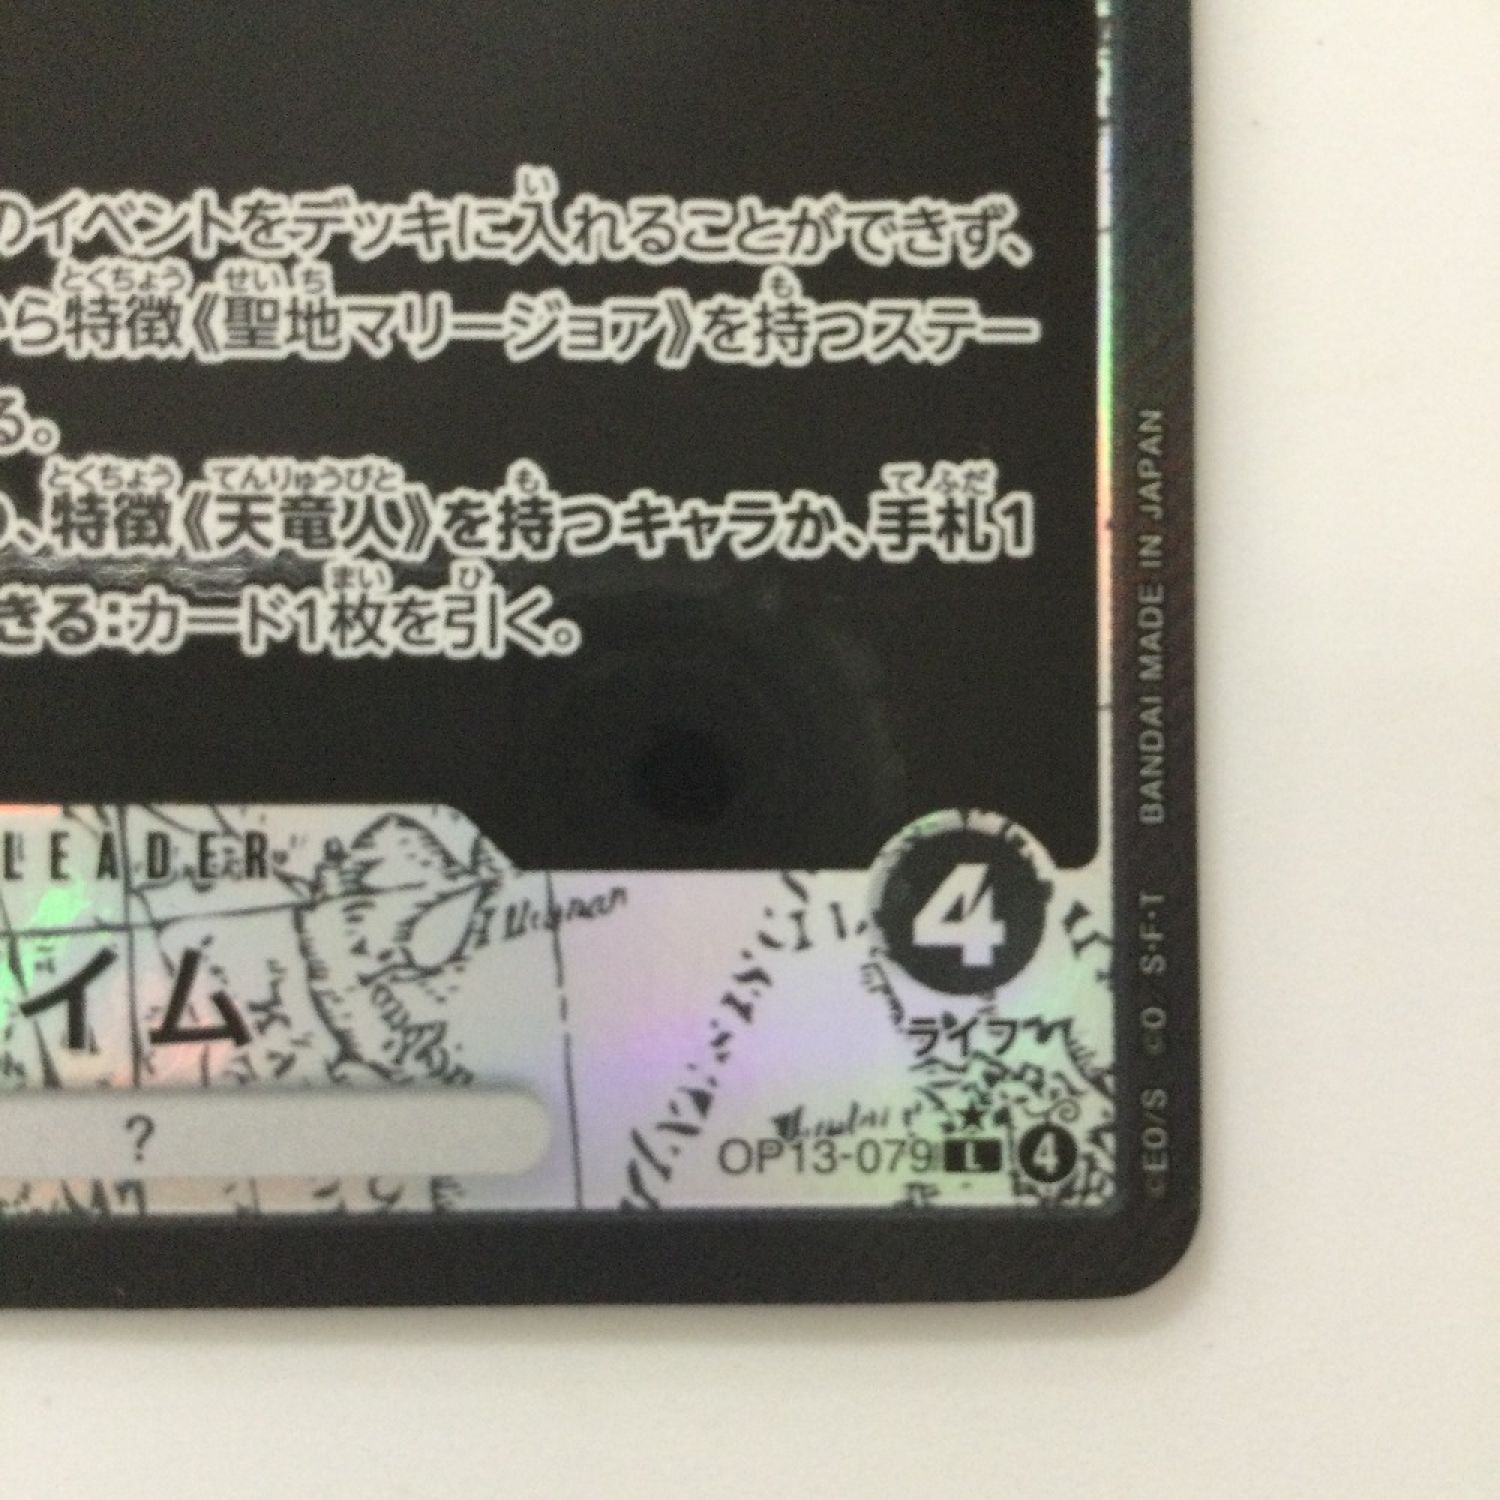 のイベントをデッキに入れることができず、
から特徴《聖地マリージョア》を持つステー
る。
、特徴《天竜人》を持つキャラか、手札1
きる:カード1枚を引く。
LEADER
4
イム
ライフ
?
OP13-079 L 4
©EO/S ©O/S・F・T BANDAI MADE IN JAPAN